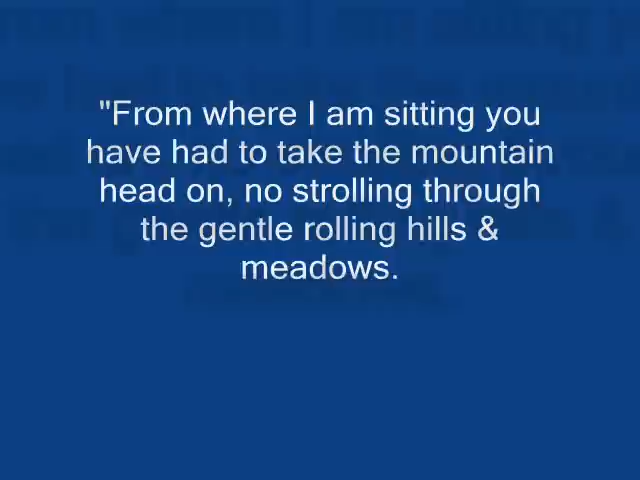 "From where I am sitting you
have had to take the mountain
head on, no strolling through
the gentle rolling hills &
meadows.